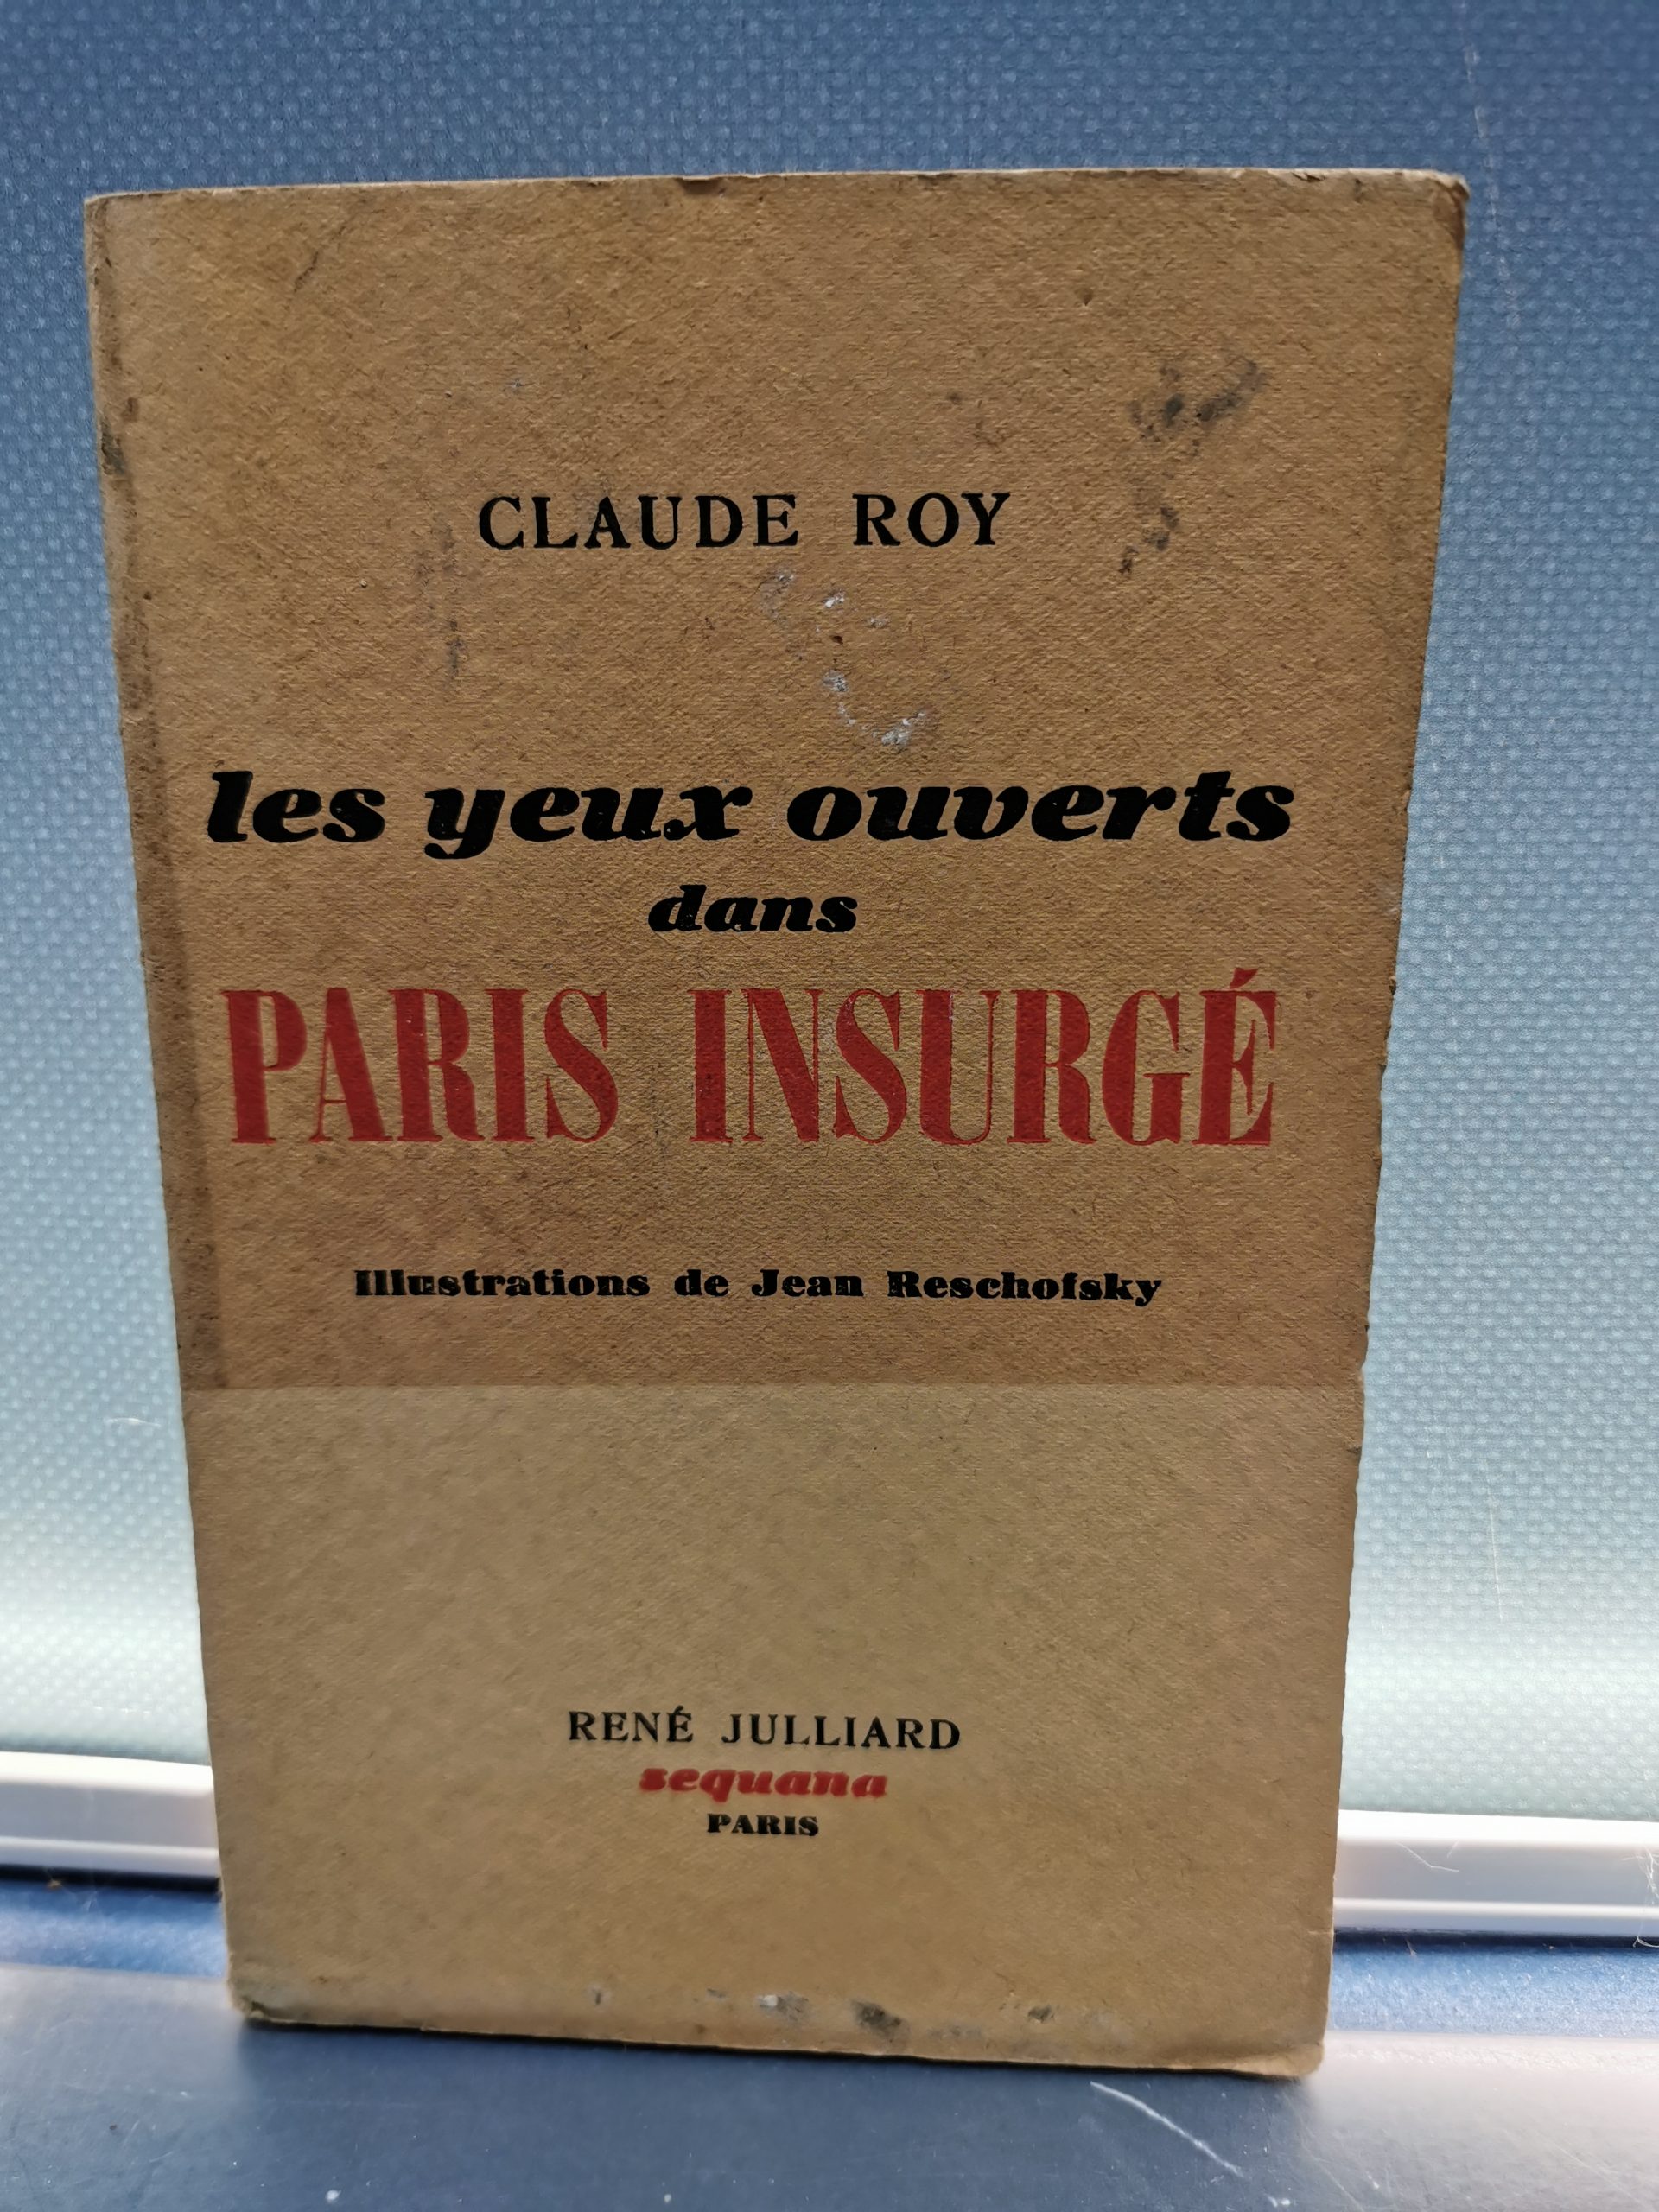 CLAUDE ROY
les yeux ouverts
dans
PARIS INSURGÉ
Illustrations de Jean Reschofsky
RENÉ JULLIARD
sequana
PARIS